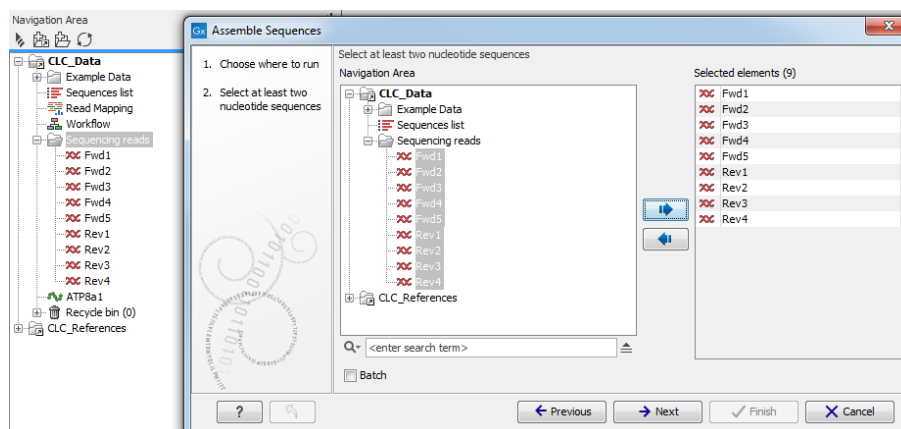 Navigation Area
CLC_Data
Example Data
Sequences list
Read Mapping
Workflow
Sequencing reads
Fwd1
Fwd2
Fwd3
Fwd4
Fwd5
Rev1
Rev2
Rev3
Rev4
ATP8a1
Recycle bin (0)
CLC_References
Gx Assemble Sequences
1. Choose where to run
2. Select at least two
nucleotide sequences
Select at least two nucleotide sequences
Navigation Area
CLC_Data
Example Data
Sequences list
Sequencing reads
Fwd1
Fwd2
Fwd3
Fwd4
Fwd5
Rev1
Rev2
Rev3
Rev4
CLC_References
<enter search term>
Batch
Selected elements (9)
Fwd1
Fwd2
Fwd3
Fwd4
Fwd5
Rev1
Rev2
Rev3
Rev4
?
Previous
Next
Finish
Cancel